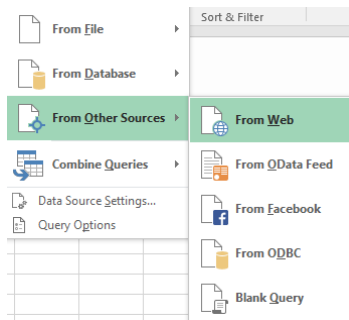 Sort & Filter
From File
From Database
From Other Sources
Combine Queries
Data Source Settings...
Query Options
From Web
From OData Feed
From Facebook
From ODBC
Blank Query